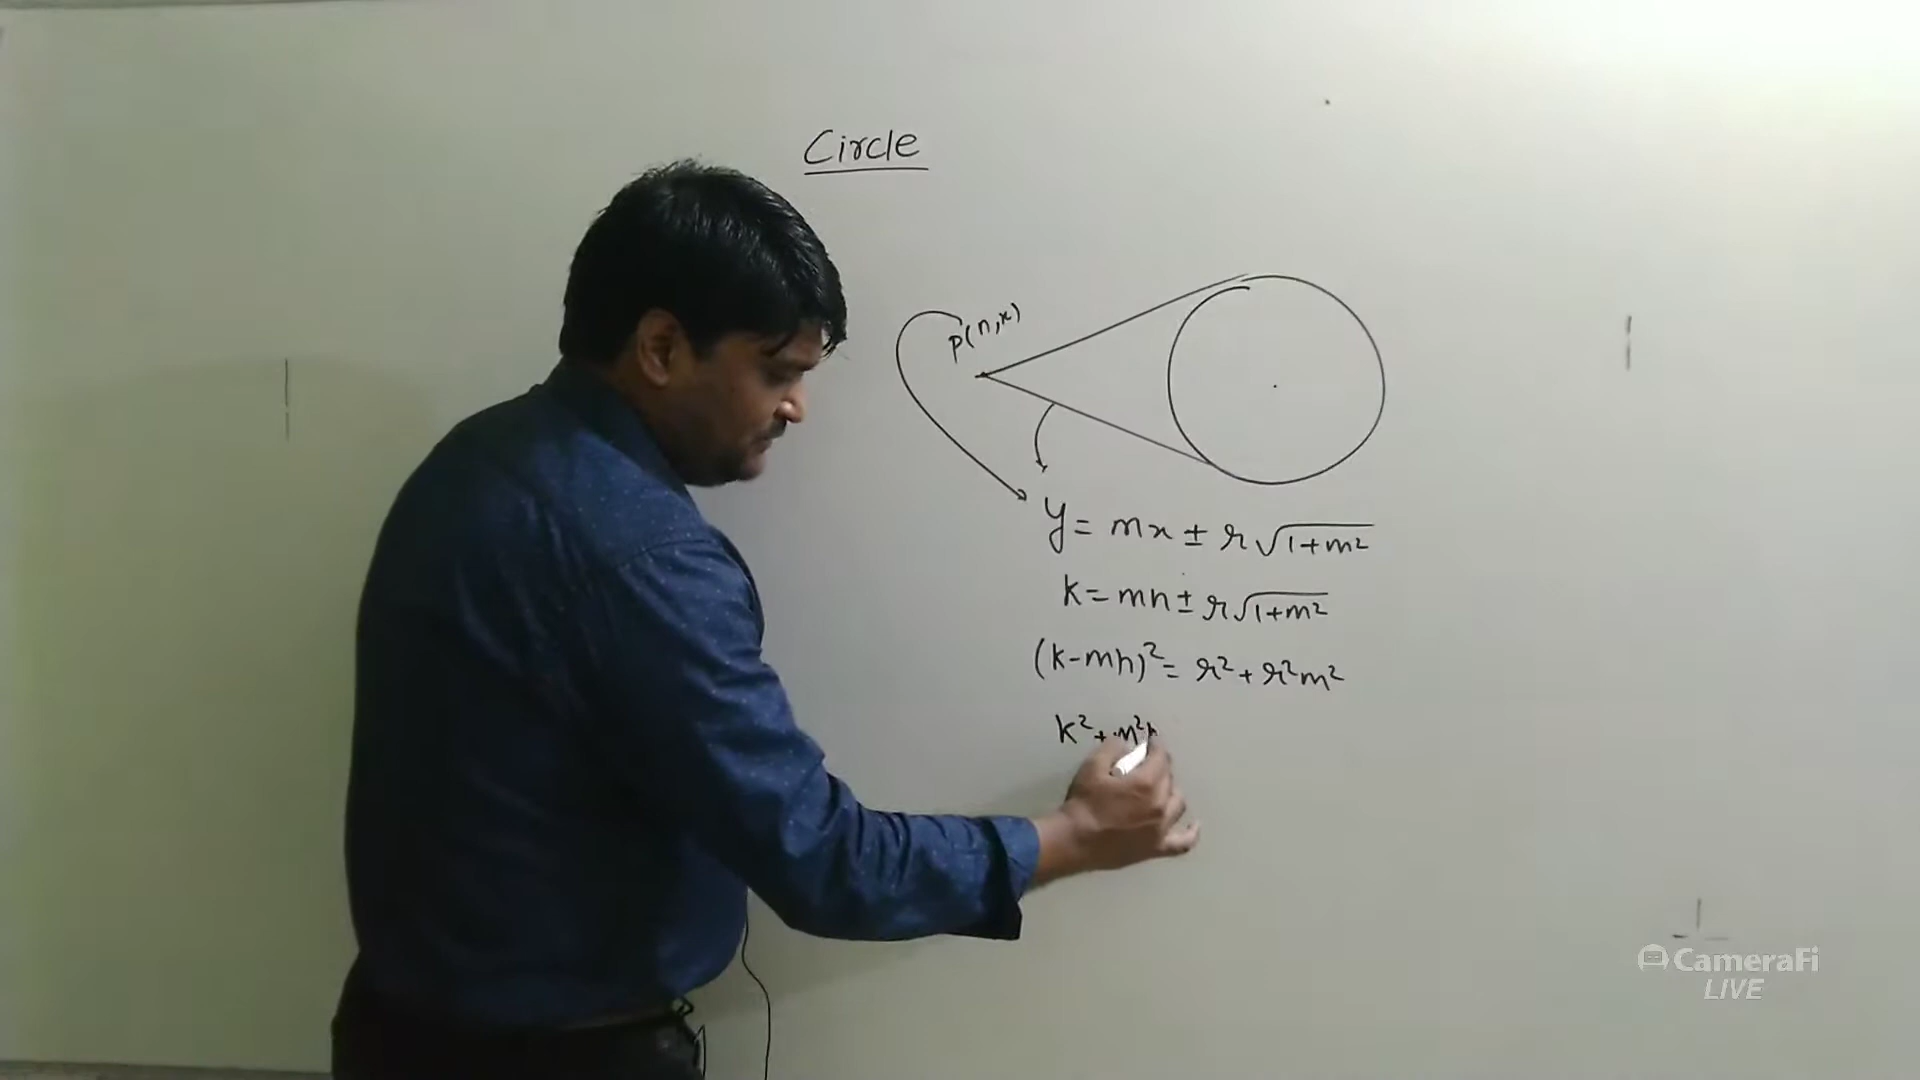 Circle
P(h,k)
y = mx ± r√1+m²
k = mh ± r√1+m²
(k-mh)² = r² + r²m²
k² + m²h
CameraFi
LIVE